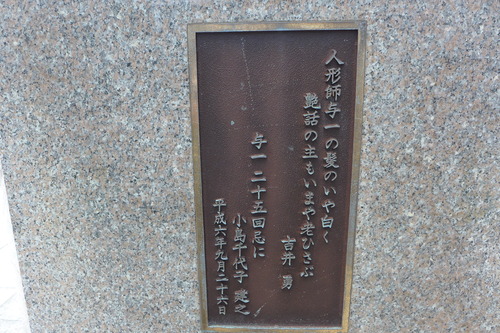 人形師与一の髪のいや白く
艶話の主もいまや老ひさぶ
吉井 勇
与一 二十五回忌に
小島千代子 建之
平成六年九月二十六日